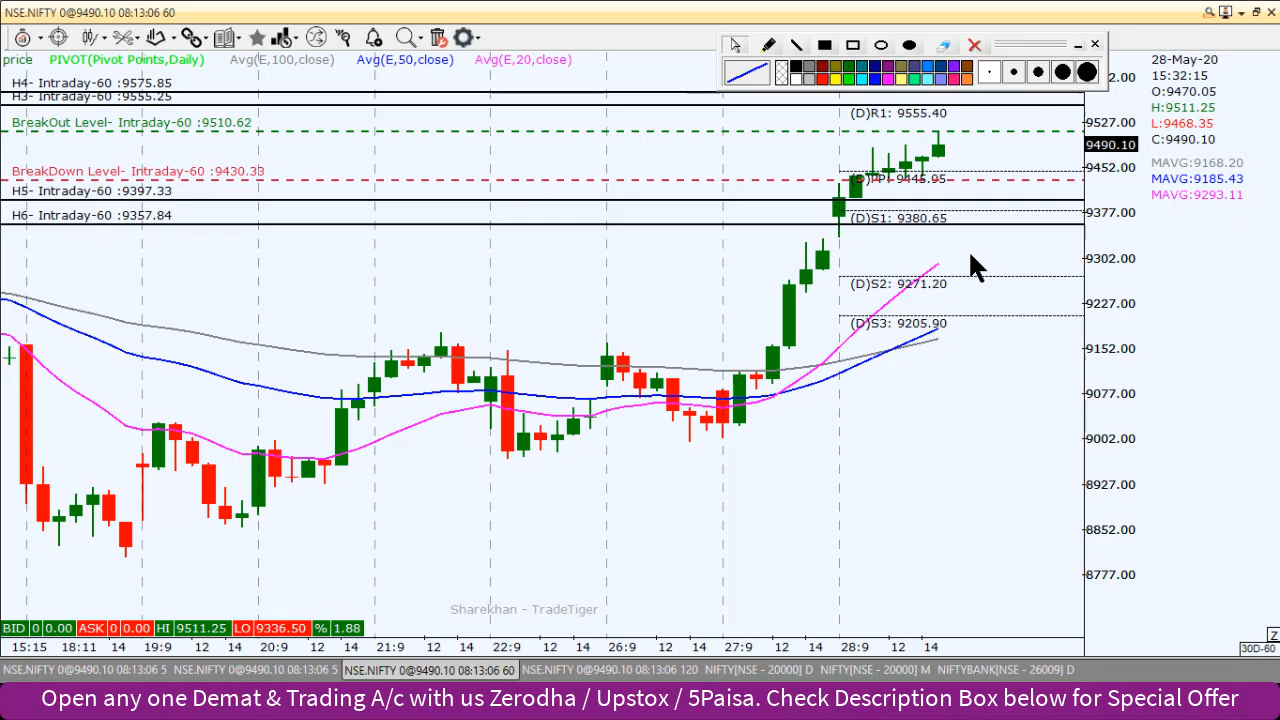 NSE.NIFTY 0@9490.10 08:13:06 60
price PIVOT(Pivot Points,Daily) Avg(E,100,close) Avg(E,50,close) Avg(E,20,close)
28-May-20
15:32:15
O:9470.05
H:9511.25
L:9468.35
C:9490.10
MAVG:9168.20
MAVG:9185.43
MAVG:9293.11
H4- Intraday-60 :9575.85
H3- Intraday-60 :9555.25
BreakOut Level- Intraday-60 :9510.62
BreakDown Level- Intraday-60 :9430.33
H5- Intraday-60 :9397.33
H6- Intraday-60 :9357.84
(D)R1: 9555.40
9445.95
(D)S1: 9380.65
(D)S2: 9271.20
(D)S3: 9205.90
9527.00
9490.10
9452.00
9377.00
9302.00
9227.00
9152.00
9077.00
9002.00
8927.00
8852.00
8777.00
Sharekhan - TradeTiger
BID 0 0.00 ASK 0 0.00 HI 9511.25 LO 9336.50 % 1.88
15:15 18:11 14 19:9 12 14 20:9 12 14 21:9 12 14 22:9 12 14 26:9 12 14 27:9 12 14 28:9 12 14
Z
30D-60
NSE.NIFTY 0@9490.10 08:13:06 5 NSE.NIFTY 0@9490.10 08:13:06 5 NSE.NIFTY 0@9490.10 08:13:06 60 NSE.NIFTY 0@9490.10 08:13:06 120 NIFTY[NSE - 20000] D NIFTY[NSE - 20000] M NIFTYBANK[NSE - 26009] D
Open any one Demat & Trading A/c with us Zerodha / Upstox / 5Paisa. Check Description Box below for Special Offer